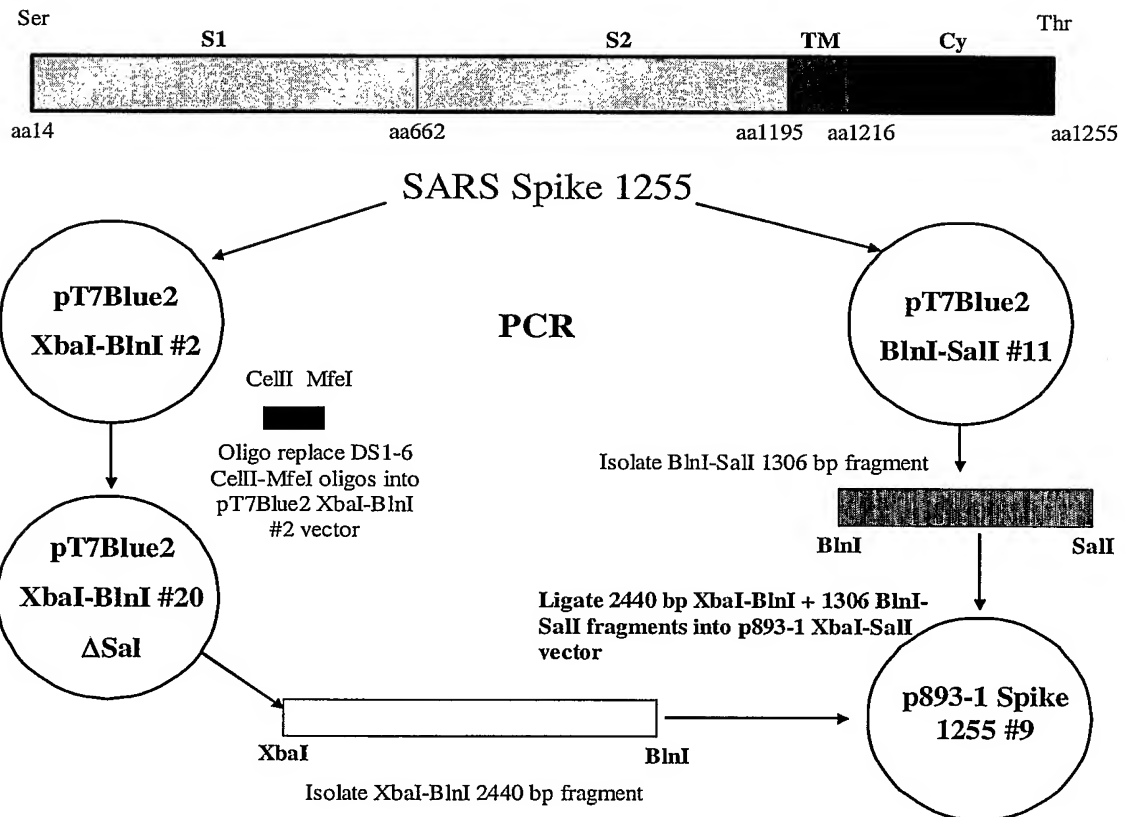 Ser
Thr
S1
S2
TM
Cy
aa14
aa662
aa1195
aa1216
aa1255
SARS Spike 1255
pT7Blue2
XbaI-BlnI #2
PCR
pT7Blue2
BlnI-SalI #11
CelII MfeI
Oligo replace DS1-6
CelII-MfeI oligos into
pT7Blue2 XbaI-BlnI
#2 vector
Isolate BlnI-SalI 1306 bp fragment
BlnI
SalI
pT7Blue2
XbaI-BlnI #20
ΔSal
Ligate 2440 bp XbaI-BlnI + 1306 BlnI-
SalI fragments into p893-1 XbaI-SalI
vector
p893-1 Spike
1255 #9
XbaI
BlnI
Isolate XbaI-BlnI 2440 bp fragment